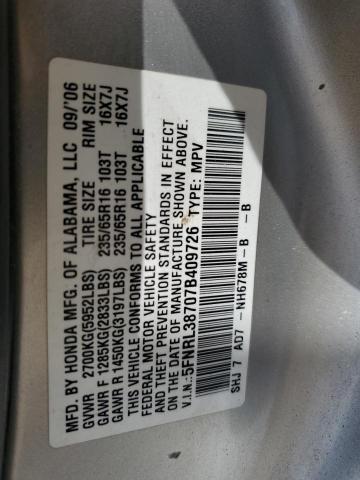 MFD. BY HONDA MFG. OF ALABAMA, LLC 09/'06
TIRE SIZE RIM SIZE
GVWR 2700KG(5952LBS)
GAWR F 1285KG(2833LBS) 235/65R16 103T 16X7J
GAWR R 1450KG(3197LBS) 235/65R16 103T 16X7J
THIS VEHICLE CONFORMS TO ALL APPLICABLE
FEDERAL MOTOR VEHICLE SAFETY
AND THEFT PREVENTION STANDARDS IN EFFECT
ON THE DATE OF MANUFACTURE SHOWN ABOVE.
V.I.N.: 5FNRL38707B409726 TYPE: MPV
SHJ 7 AD7 - NH678M - B - B